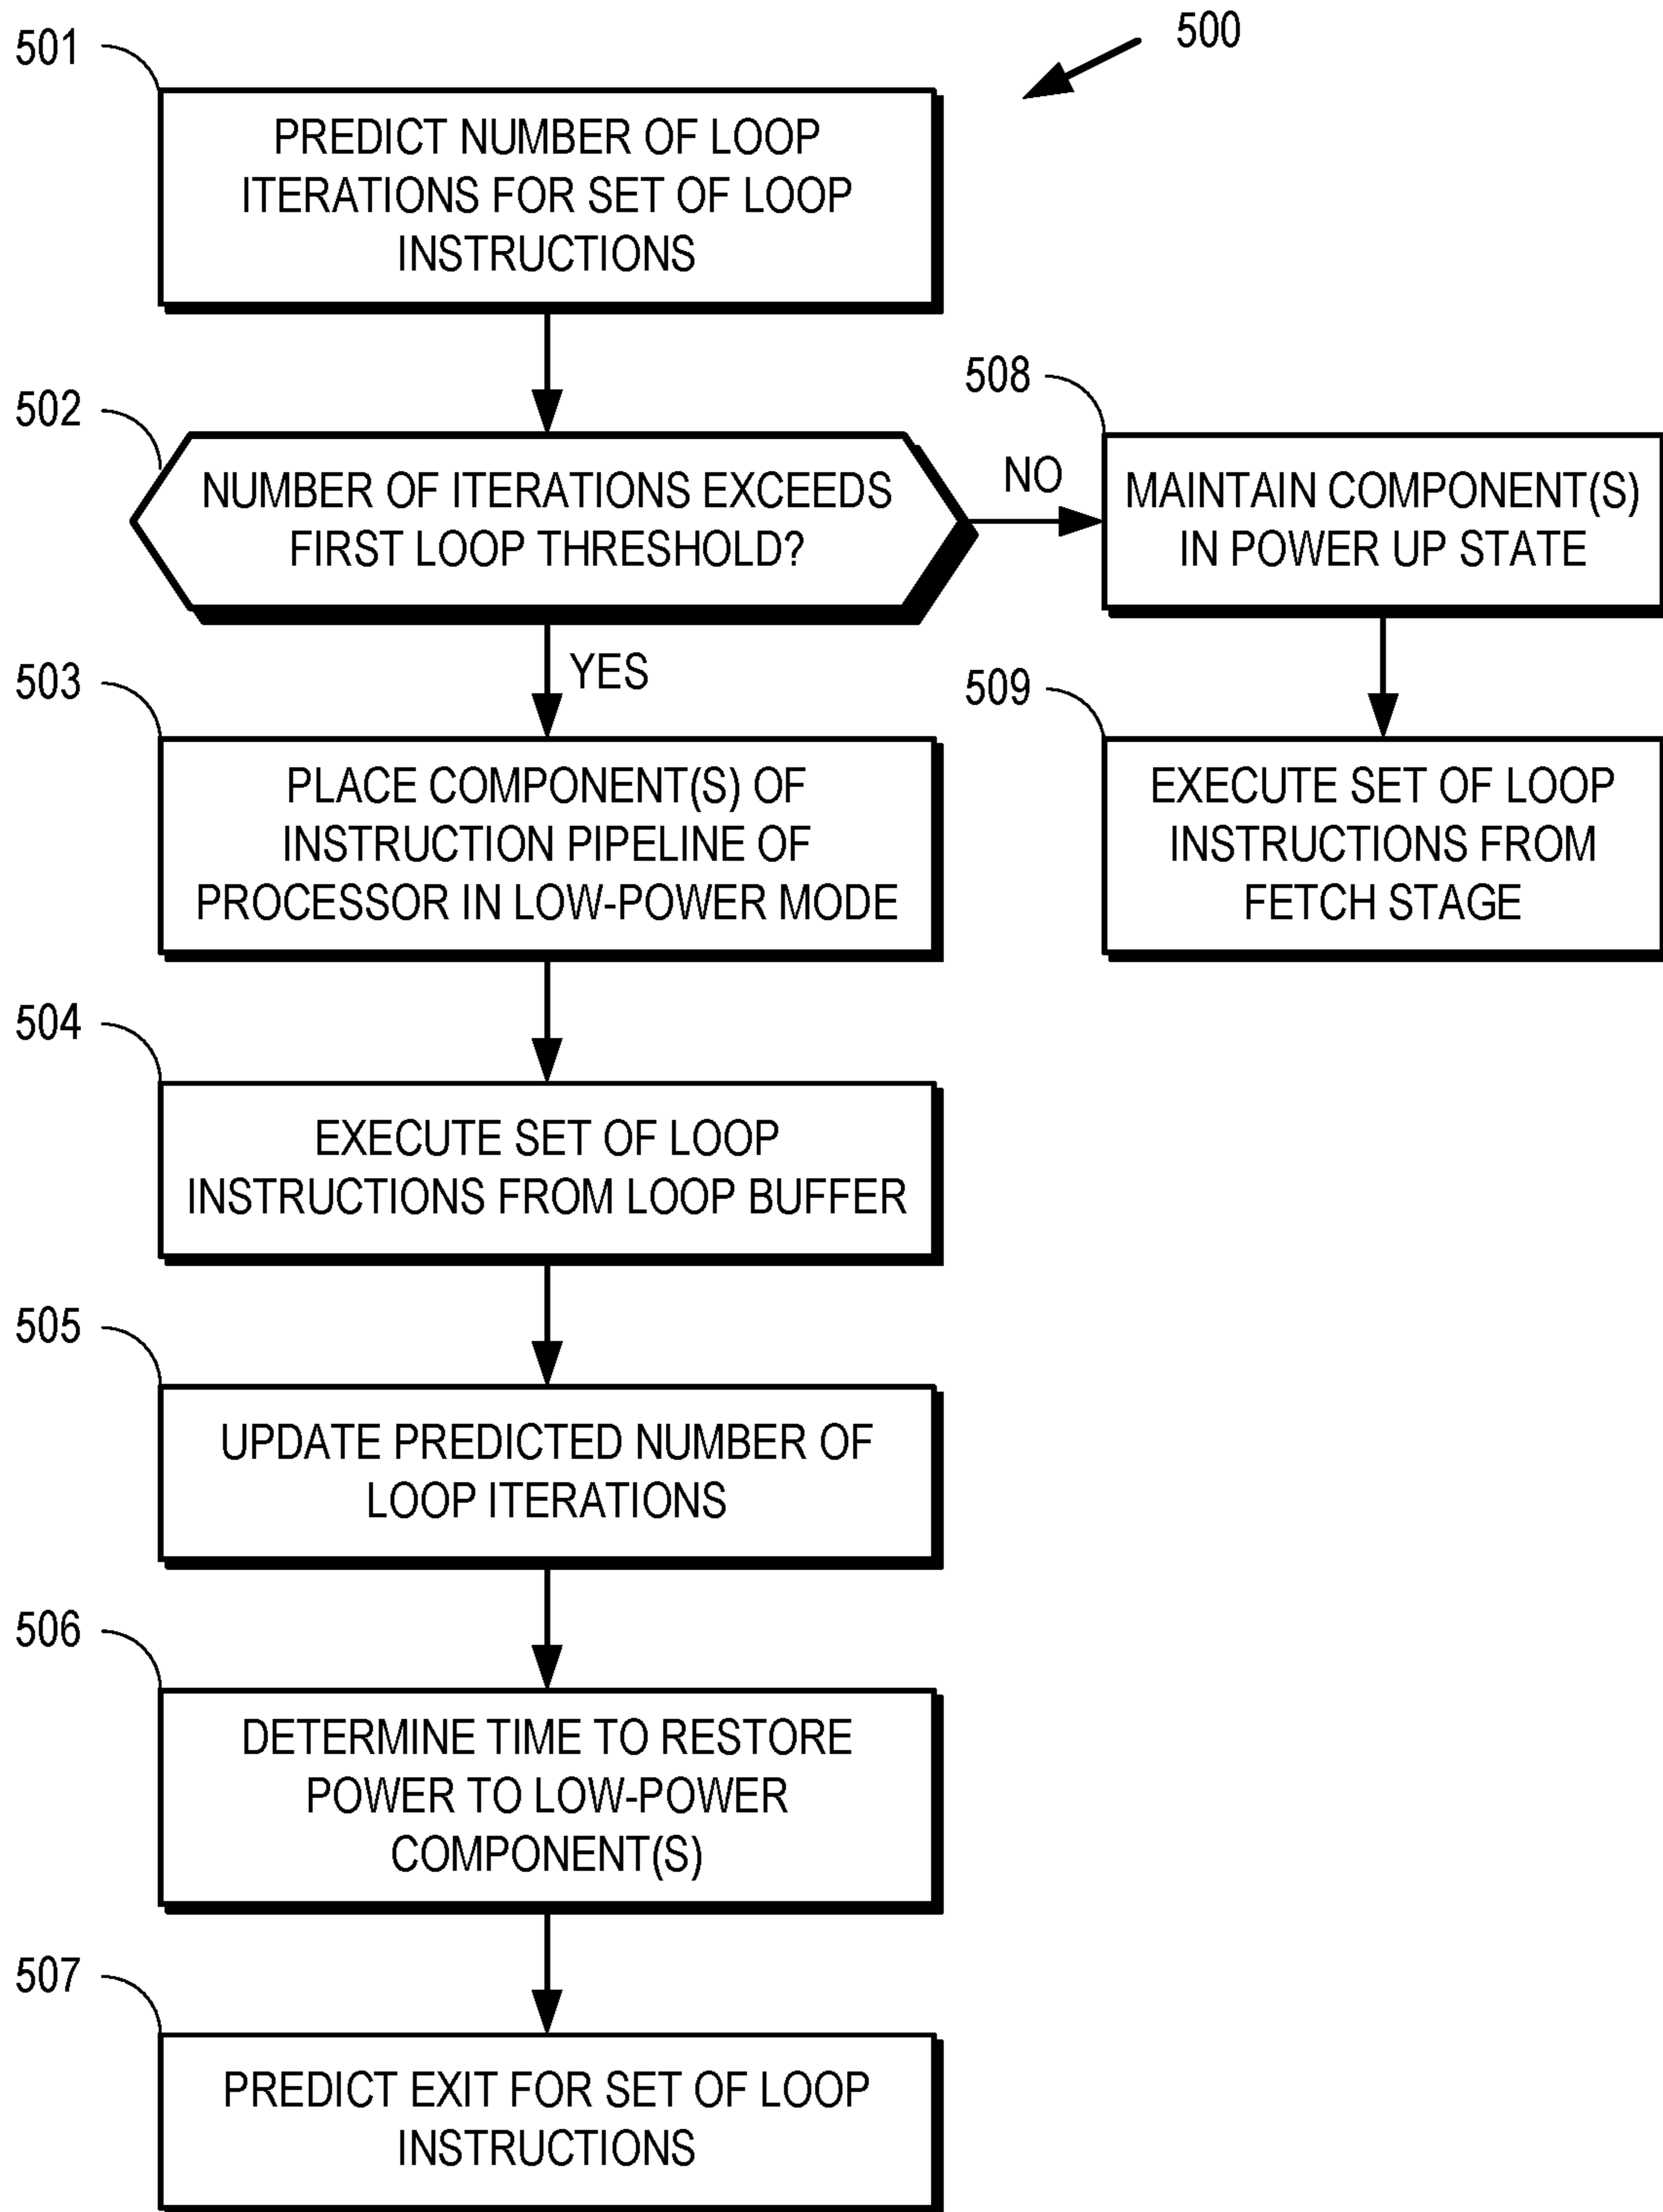 500
501
PREDICT NUMBER OF LOOP
ITERATIONS FOR SET OF LOOP
INSTRUCTIONS
502
NUMBER OF ITERATIONS EXCEEDS
FIRST LOOP THRESHOLD?
NO
YES
508
MAINTAIN COMPONENT(S)
IN POWER UP STATE
503
PLACE COMPONENT(S) OF
INSTRUCTION PIPELINE OF
PROCESSOR IN LOW-POWER MODE
509
EXECUTE SET OF LOOP
INSTRUCTIONS FROM
FETCH STAGE
504
EXECUTE SET OF LOOP
INSTRUCTIONS FROM LOOP BUFFER
505
UPDATE PREDICTED NUMBER OF
LOOP ITERATIONS
506
DETERMINE TIME TO RESTORE
POWER TO LOW-POWER
COMPONENT(S)
507
PREDICT EXIT FOR SET OF LOOP
INSTRUCTIONS